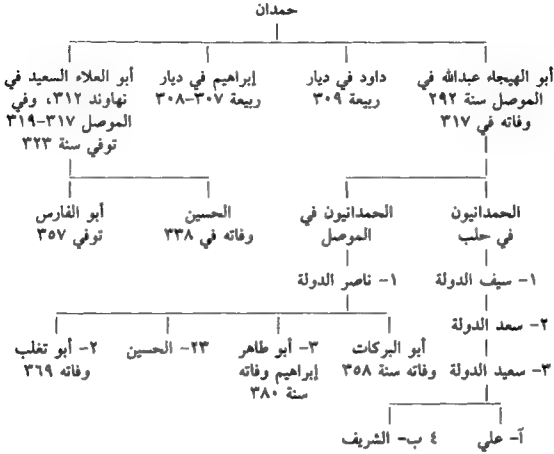 حمدان
أبو الهيجاء عبدالله في
الموصل سنة ٢٩٢
وفاته في ٣١٧
داود في ديار
ربيعة ٣٠٩
إبراهيم في ديار
ربيعة ٣٠٧-٣٠٨
أبو العلاء السعيد في
نهاوند ٣١٢، وفي
الموصل ٣١٧-٣١٩
توفي سنة ٣٢٣
الحمدانيون
في حلب
الحمدانيون في
الموصل
الحسين
وفاته في ٣٣٨
أبو الفارس
توفي ٣٥٧
١- سيف الدولة
١- ناصر الدولة
٢- سعد الدولة
٣- سعيد الدولة
أبو البركات
وفاته سنة ٣٥٨
٣- أبو طاهر
إبراهيم وفاته
سنة ٣٨٠
٢٣- الحسين
٢- أبو تغلب
وفاته ٣٦٩
آ- علي
٤ ب- الشريف